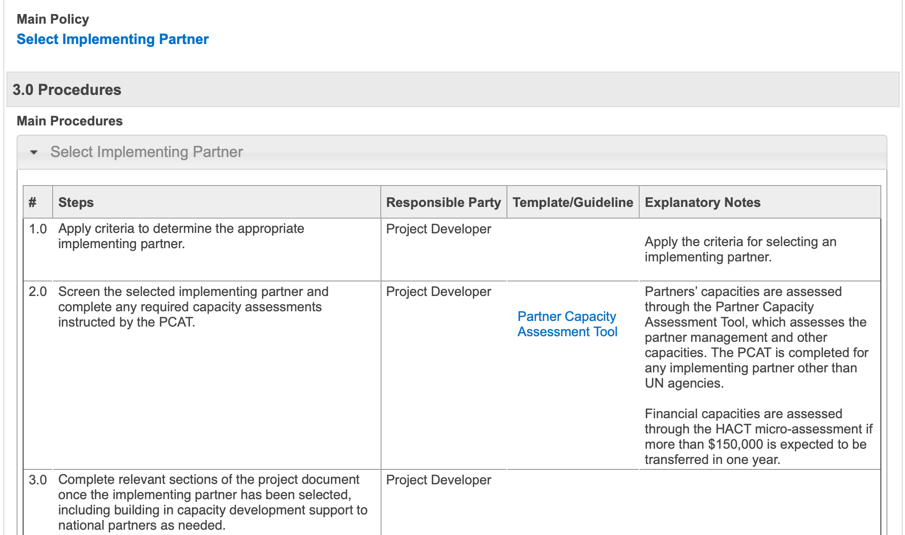 Main Policy
Select Implementing Partner
3.0 Procedures
Main Procedures
Select Implementing Partner
# Steps Responsible Party Template/Guideline Explanatory Notes
1.0 Apply criteria to determine the appropriate
implementing partner.
Project Developer
Apply the criteria for selecting an
implementing partner.
2.0 Screen the selected implementing partner and
complete any required capacity assessments
instructed by the PCAT.
Project Developer
Partner Capacity
Assessment Tool
Partners’ capacities are assessed
through the Partner Capacity
Assessment Tool, which assesses the
partner management and other
capacities. The PCAT is completed for
any implementing partner other than
UN agencies.
Financial capacities are assessed
through the HACT micro-assessment if
more than $150,000 is expected to be
transferred in one year.
3.0 Complete relevant sections of the project document
once the implementing partner has been selected,
including building in capacity development support to
national partners as needed.
Project Developer